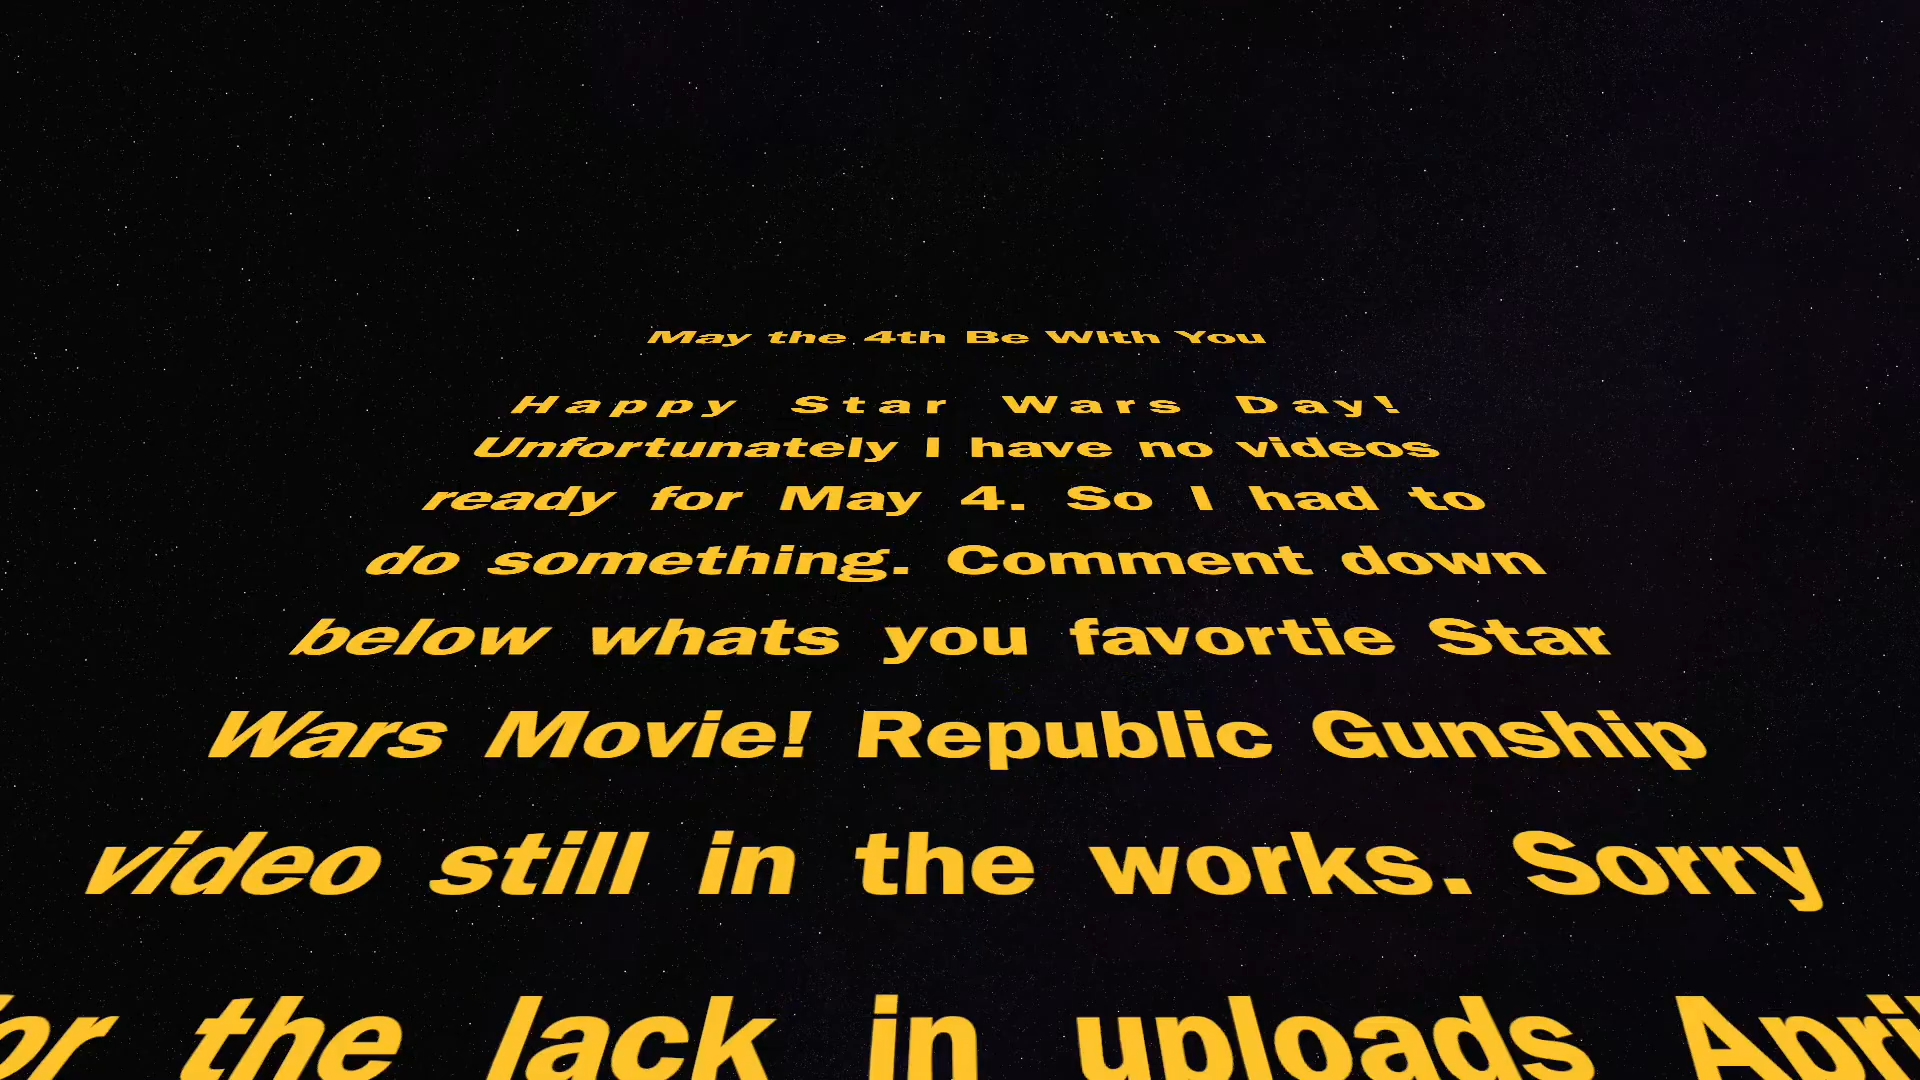 May the 4th Be With You
Happy Star Wars Day!
Unfortunately I have no videos
ready for May 4. So I had to
do something. Comment down
below whats you favortie Star
Wars Movie! Republic Gunship
video still in the works. Sorry
for the lack in uploads April